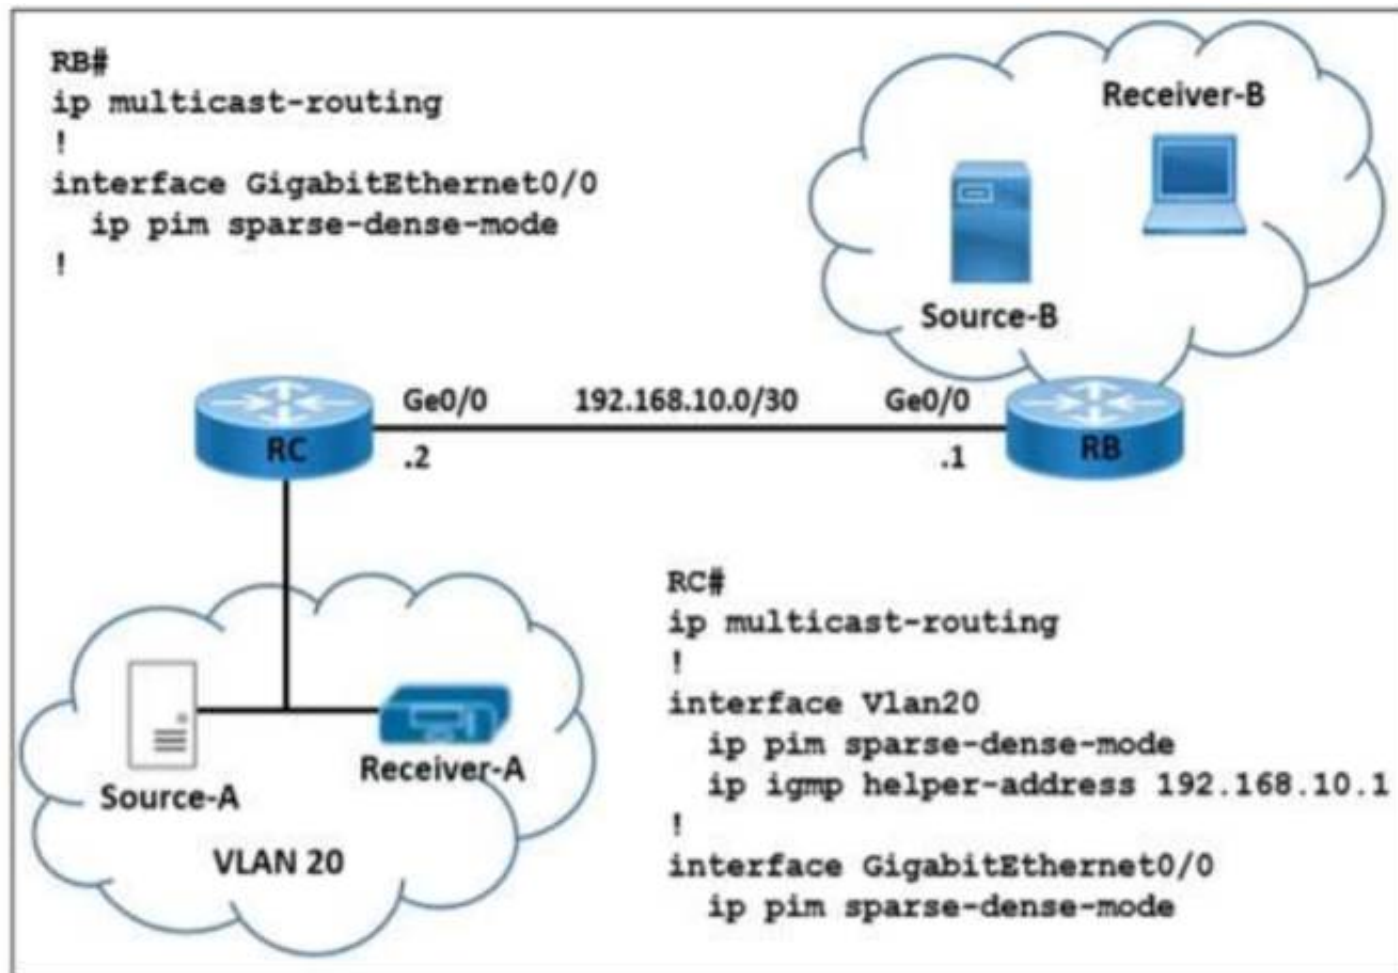 RB#
ip multicast-routing
!
interface GigabitEthernet0/0
ip pim sparse-dense-mode
!
Receiver-B
Source-B
Ge0/0 192.168.10.0/30 Ge0/0
RC
.2
.1
RB
RC#
ip multicast-routing
!
interface Vlan20
ip pim sparse-dense-mode
ip igmp helper-address 192.168.10.1
!
interface GigabitEthernet0/0
ip pim sparse-dense-mode
Receiver-A
Source-A
VLAN 20